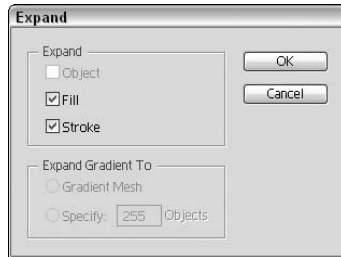 Expand
Expand
Object
Fill
Stroke
OK
Cancel
Expand Gradient To
Gradient Mesh
Specify: 255 Objects